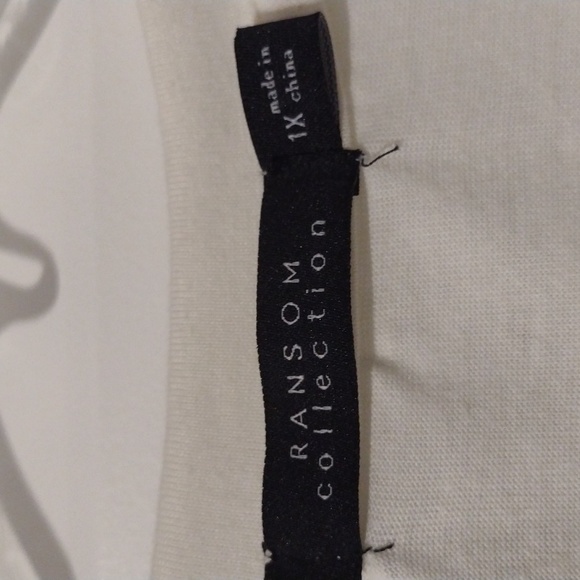 RANSOM
collection
1X
made in
china